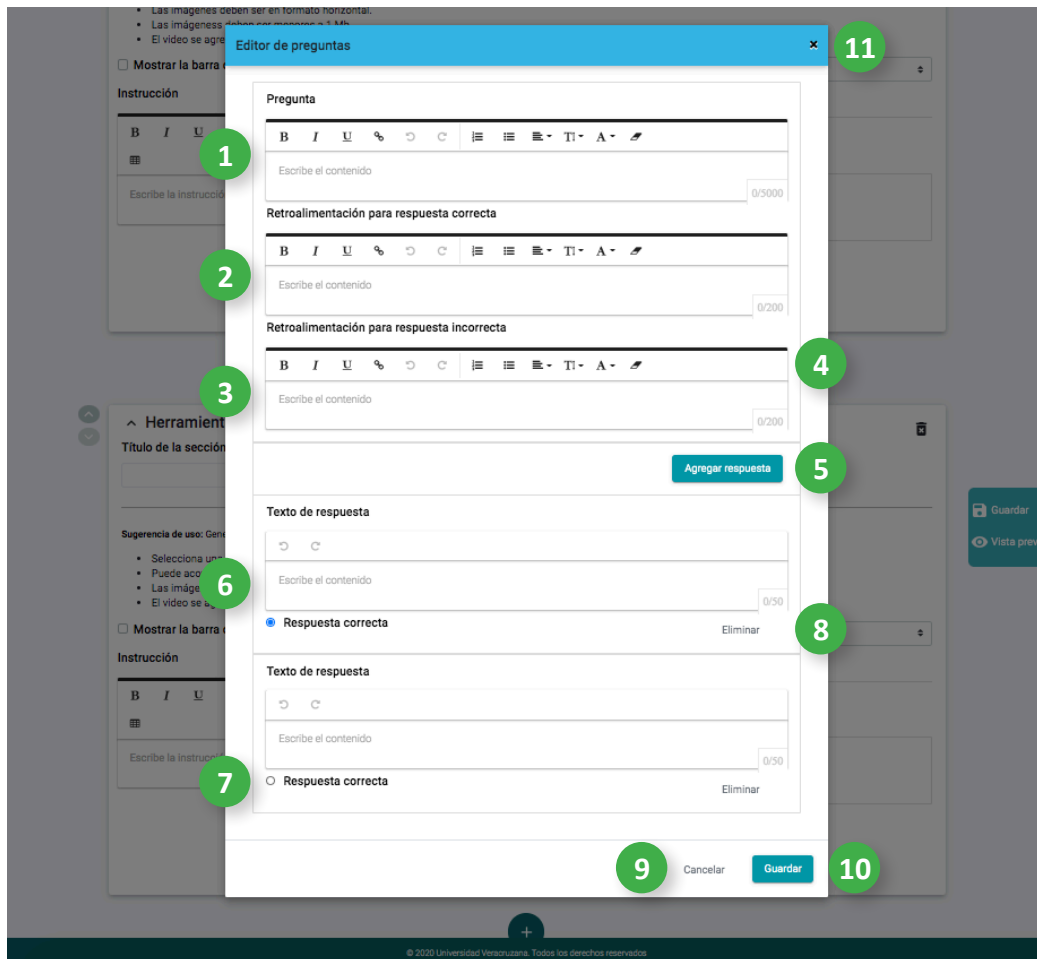 Las imágenes deben ser en formato horizontal.
Las imágeness deben ser menores a 1 Mb
El video se agre
Mostrar la barra
Instrucción
B I U
Escribe la instrucció
Editor de preguntas
×
11
Pregunta
B I U A
1
Escribe el contenido
0/5000
Retroalimentación para respuesta correcta
B I U A
2
Escribe el contenido
0/200
Retroalimentación para respuesta incorrecta
B I U A
4
3
Escribe el contenido
0/200
Herramient
Título de la sección
Agregar respuesta
5
Texto de respuesta
Guardar
Vista prev
Sugerencia de uso: Gene
Selecciona una
Puede aco
Las imáge
El video se ag
6
Escribe el contenido
0/50
Respuesta correcta
Eliminar
8
Mostrar la barra
Instrucción
B I U
Texto de respuesta
Escribe el contenido
0/50
Escribe la instrucció
7
Respuesta correcta
Eliminar
9
Cancelar
Guardar
10
+
© 2020 Universidad Veracruzana. Todos los derechos reservados